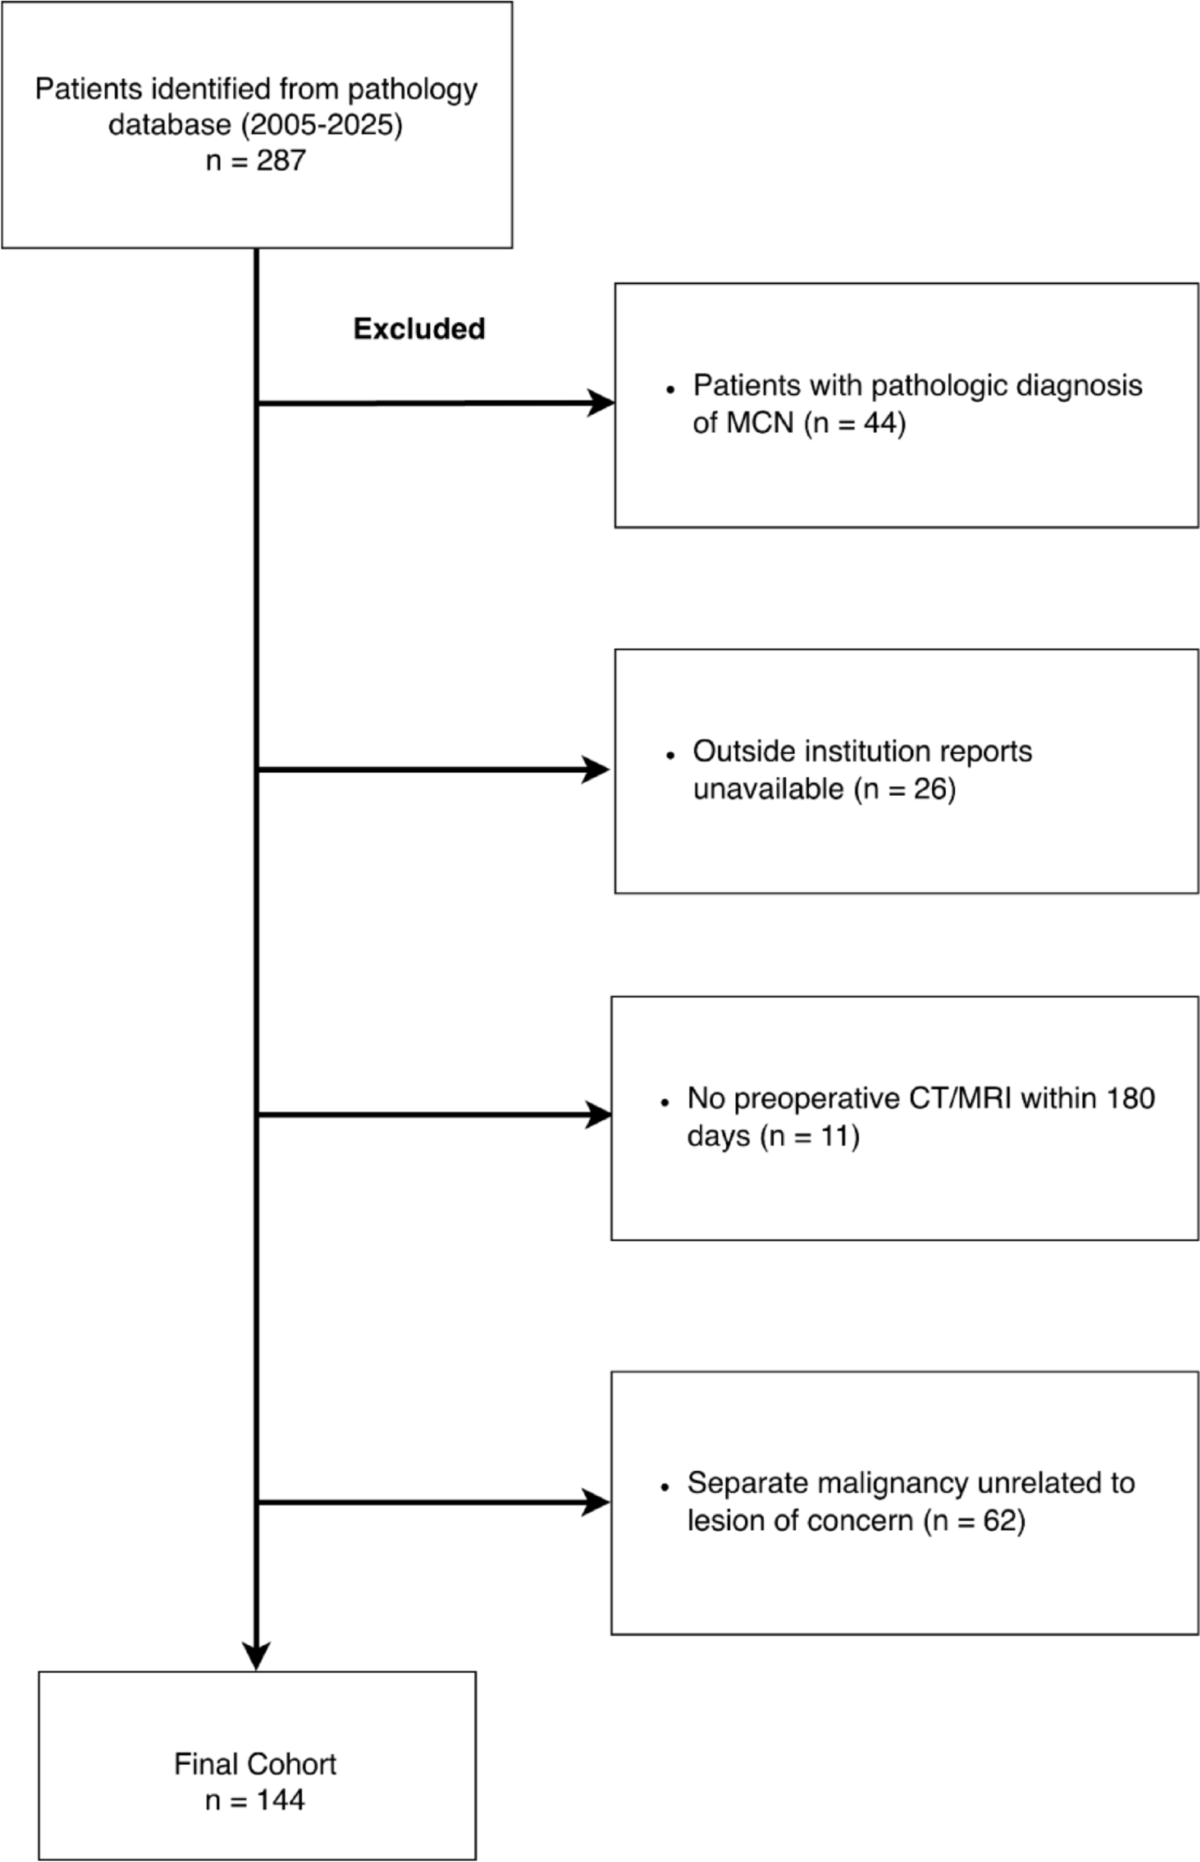 Patients identified from pathology
database (2005-2025)
n = 287
Excluded
• Patients with pathologic diagnosis
of MCN (n = 44)
• Outside institution reports
unavailable (n = 26)
• No preoperative CT/MRI within 180
days (n = 11)
• Separate malignancy unrelated to
lesion of concern (n = 62)
Final Cohort
n = 144